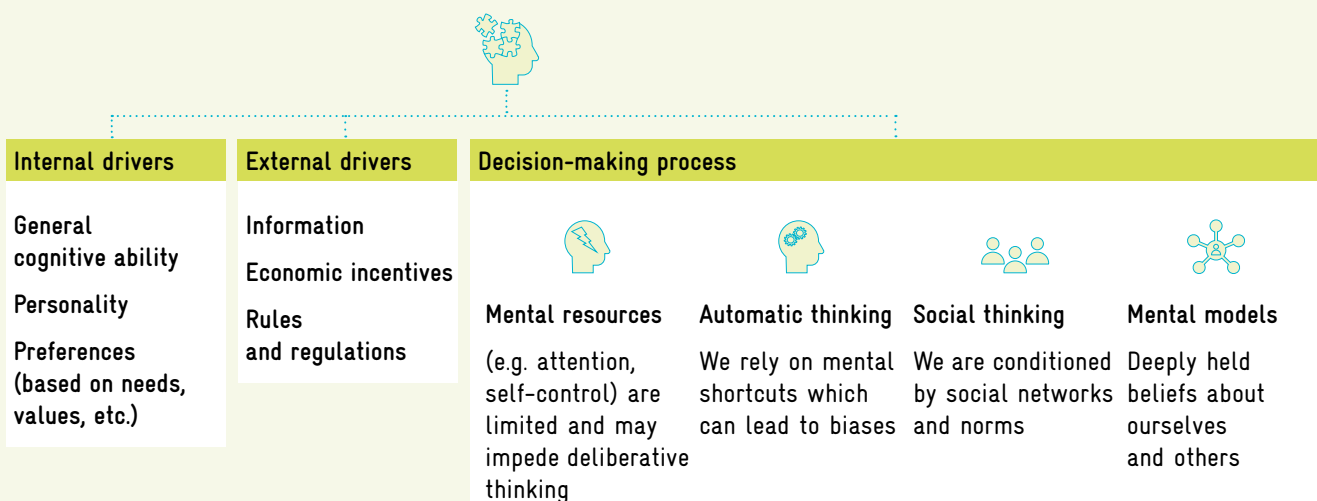 Internal drivers
General
cognitive ability
Personality
Preferences
(based on needs,
values, etc.)
External drivers
Information
Economic incentives
Rules
and regulations
Decision-making process
Mental resources
(e.g. attention,
self-control) are
limited and may
impede deliberative
thinking
Automatic thinking
We rely on mental
shortcuts which
can lead to biases
Social thinking
We are conditioned
by social networks
and norms
Mental models
Deeply held
beliefs about
ourselves
and others